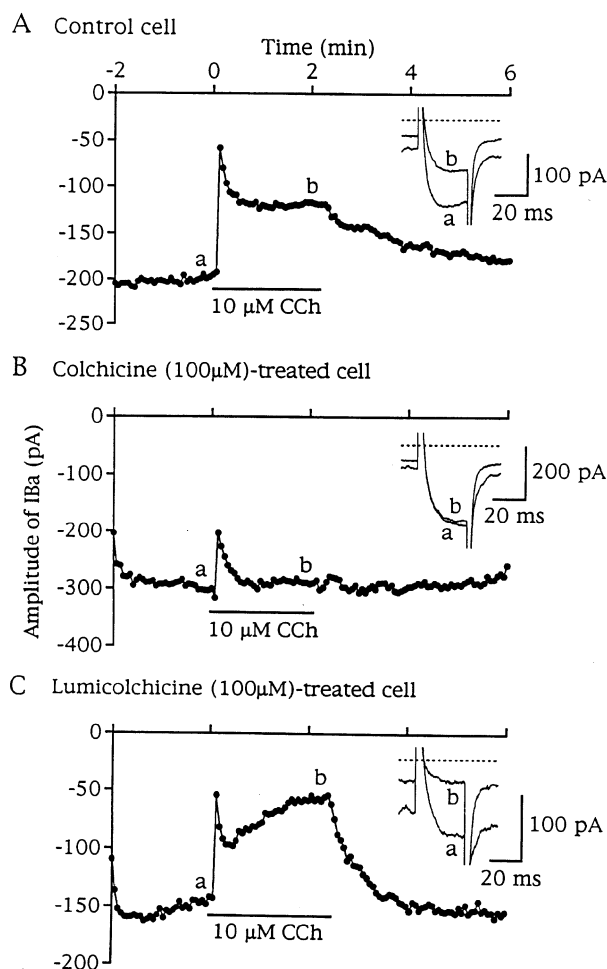 A Control cell
Time (min)
-2 0 2 4 6
0
-50
-100
-150
-200
-250
a
b
10 μM CCh
b
a
100 pA
20 ms
B Colchicine (100μM)-treated cell
Amplitude of IBa (pA)
0
-100
-200
-300
-400
a
b
10 μM CCh
b
a
200 pA
20 ms
C Lumicolchicine (100μM)-treated cell
0
-50
-100
-150
-200
a
b
10 μM CCh
b
a
100 pA
20 ms